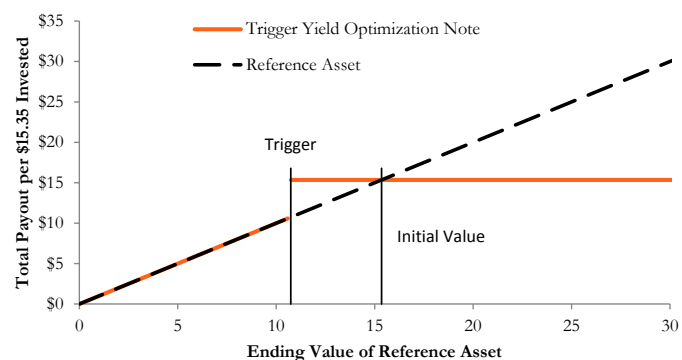 Total Payout per $15.35 Invested
$35
$30
$25
$20
$15
$10
$5
$0
Trigger Yield Optimization Note
Reference Asset
Trigger
Initial Value
0 5 10 15 20 25 30
Ending Value of Reference Asset